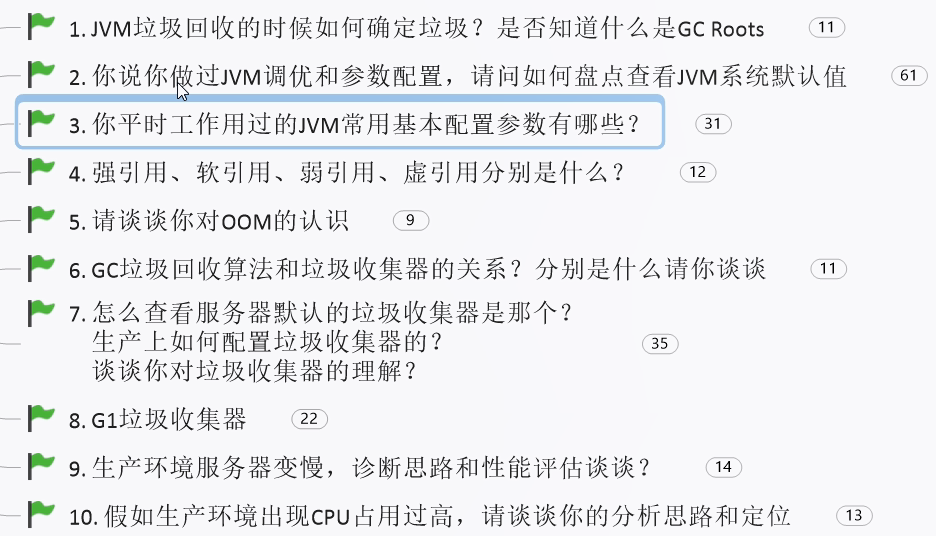 1. JVM垃圾回收的时候如何确定垃圾？是否知道什么是GC Roots 11
2. 你说你做过JVM调优和参数配置，请问如何盘点查看JVM系统默认值 61
3. 你平时工作用过的JVM常用基本配置参数有哪些？ 31
4. 强引用、软引用、弱引用、虚引用分别是什么？ 12
5. 请谈谈你对OOM的认识 9
6. GC垃圾回收算法和垃圾收集器的关系？分别是什么请你谈谈 11
7. 怎么查看服务器默认的垃圾收集器是那个？
生产上如何配置垃圾收集器的？ 35
谈谈你对垃圾收集器的理解？
8. G1垃圾收集器 22
9. 生产环境服务器变慢，诊断思路和性能评估谈谈？ 14
10. 假如生产环境出现CPU占用过高，请谈谈你的分析思路和定位 13